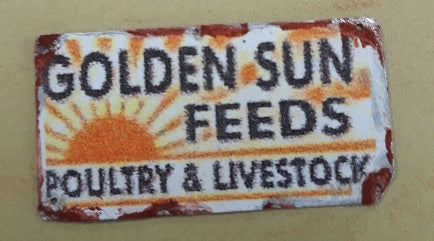 GOLDEN SUN
FEEDS
POULTRY & LIVESTOCK